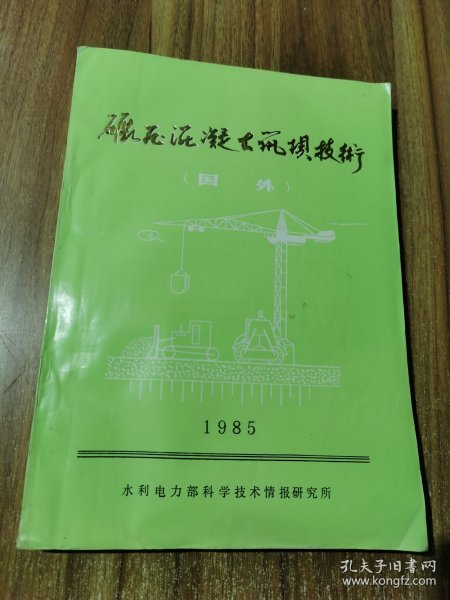 碾压混凝土筑坝技術
（国外）
1985
水利电力部科学技术情报研究所
孔夫子旧书网
www.kongfz.com